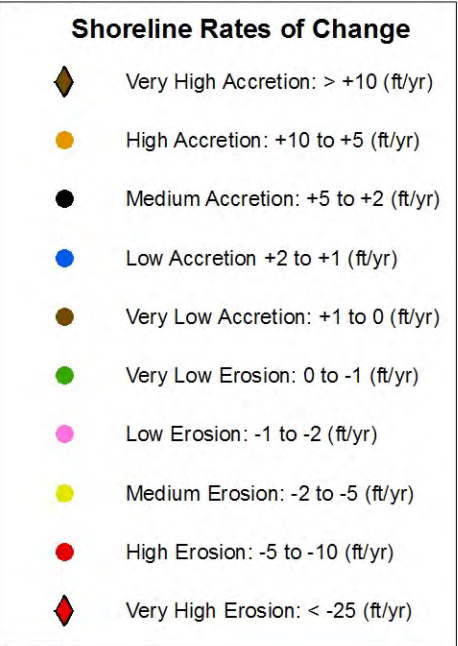 Shoreline Rates of Change
Very High Accretion: > +10 (ft/yr)
High Accretion: +10 to +5 (ft/yr)
Medium Accretion: +5 to +2 (ft/yr)
Low Accretion +2 to +1 (ft/yr)
Very Low Accretion: +1 to 0 (ft/yr)
Very Low Erosion: 0 to -1 (ft/yr)
Low Erosion: -1 to -2 (ft/yr)
Medium Erosion: -2 to -5 (ft/yr)
High Erosion: -5 to -10 (ft/yr)
Very High Erosion: < -25 (ft/yr)